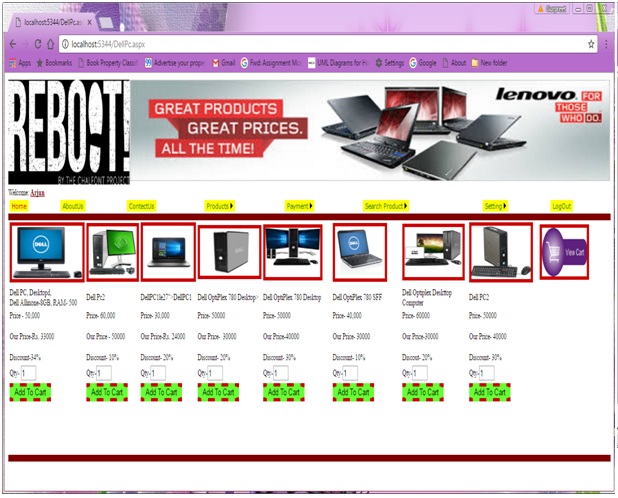 Gurpreet
localhost:5344/DellPc.as
localhost:5344/DellPc.aspx
Apps Bookmarks Book Property Classif Advertise your prope Gmail Fwd: Assignment Mic UML Diagrams for H Settings Google About New folder
REBOOT!
BY THE CHALFONT PROJECT
GREAT PRODUCTS
GREAT PRICES.
ALL THE TIME!
lenovo. FOR
THOSE
WHO DO.
Welcome: Arjun
Home AboutUs ContectUs Products Payment Search Product Setting LogOut
DELL
DELL
View Cart
Dell PC, Desktopd,
Dell Allinone-8GB, RAM- 500
Dell Pc2
DellPC1le27">DellPC1
Dell OptiPlex 780 Desktop>
Dell OptiPlex 780 Desktop
Dell OptiPlex 780 SFF
Dell Optiplex Desktop
Computer
Dell PC2
Price - 50,000 Price- 60,000 Price- 30,000 Price- 50000 Price- 50000 Price- 40,000 Price- 60000 Price- 50000
Our Price-Rs. 33000 Our Price - 50000 Our Price-Rs. 24000 Our Price- 30000 Our Price-40000 Our Price- 30000 Our Price-30000 Our Price- 40000
Discount-34% Discount- 10% Discount- 20% Discount- 20% Discount- 30% Discount- 10% Discount- 20% Discount- 30%
Qty- 1 Qty- 1 Qty- 1 Qty- 1 Qty- 1 Qty- 1 Qty- 1 Qty- 1
Add To Cart Add To Cart Add To Cart Add To Cart Add To Cart Add To Cart Add To Cart Add To Cart